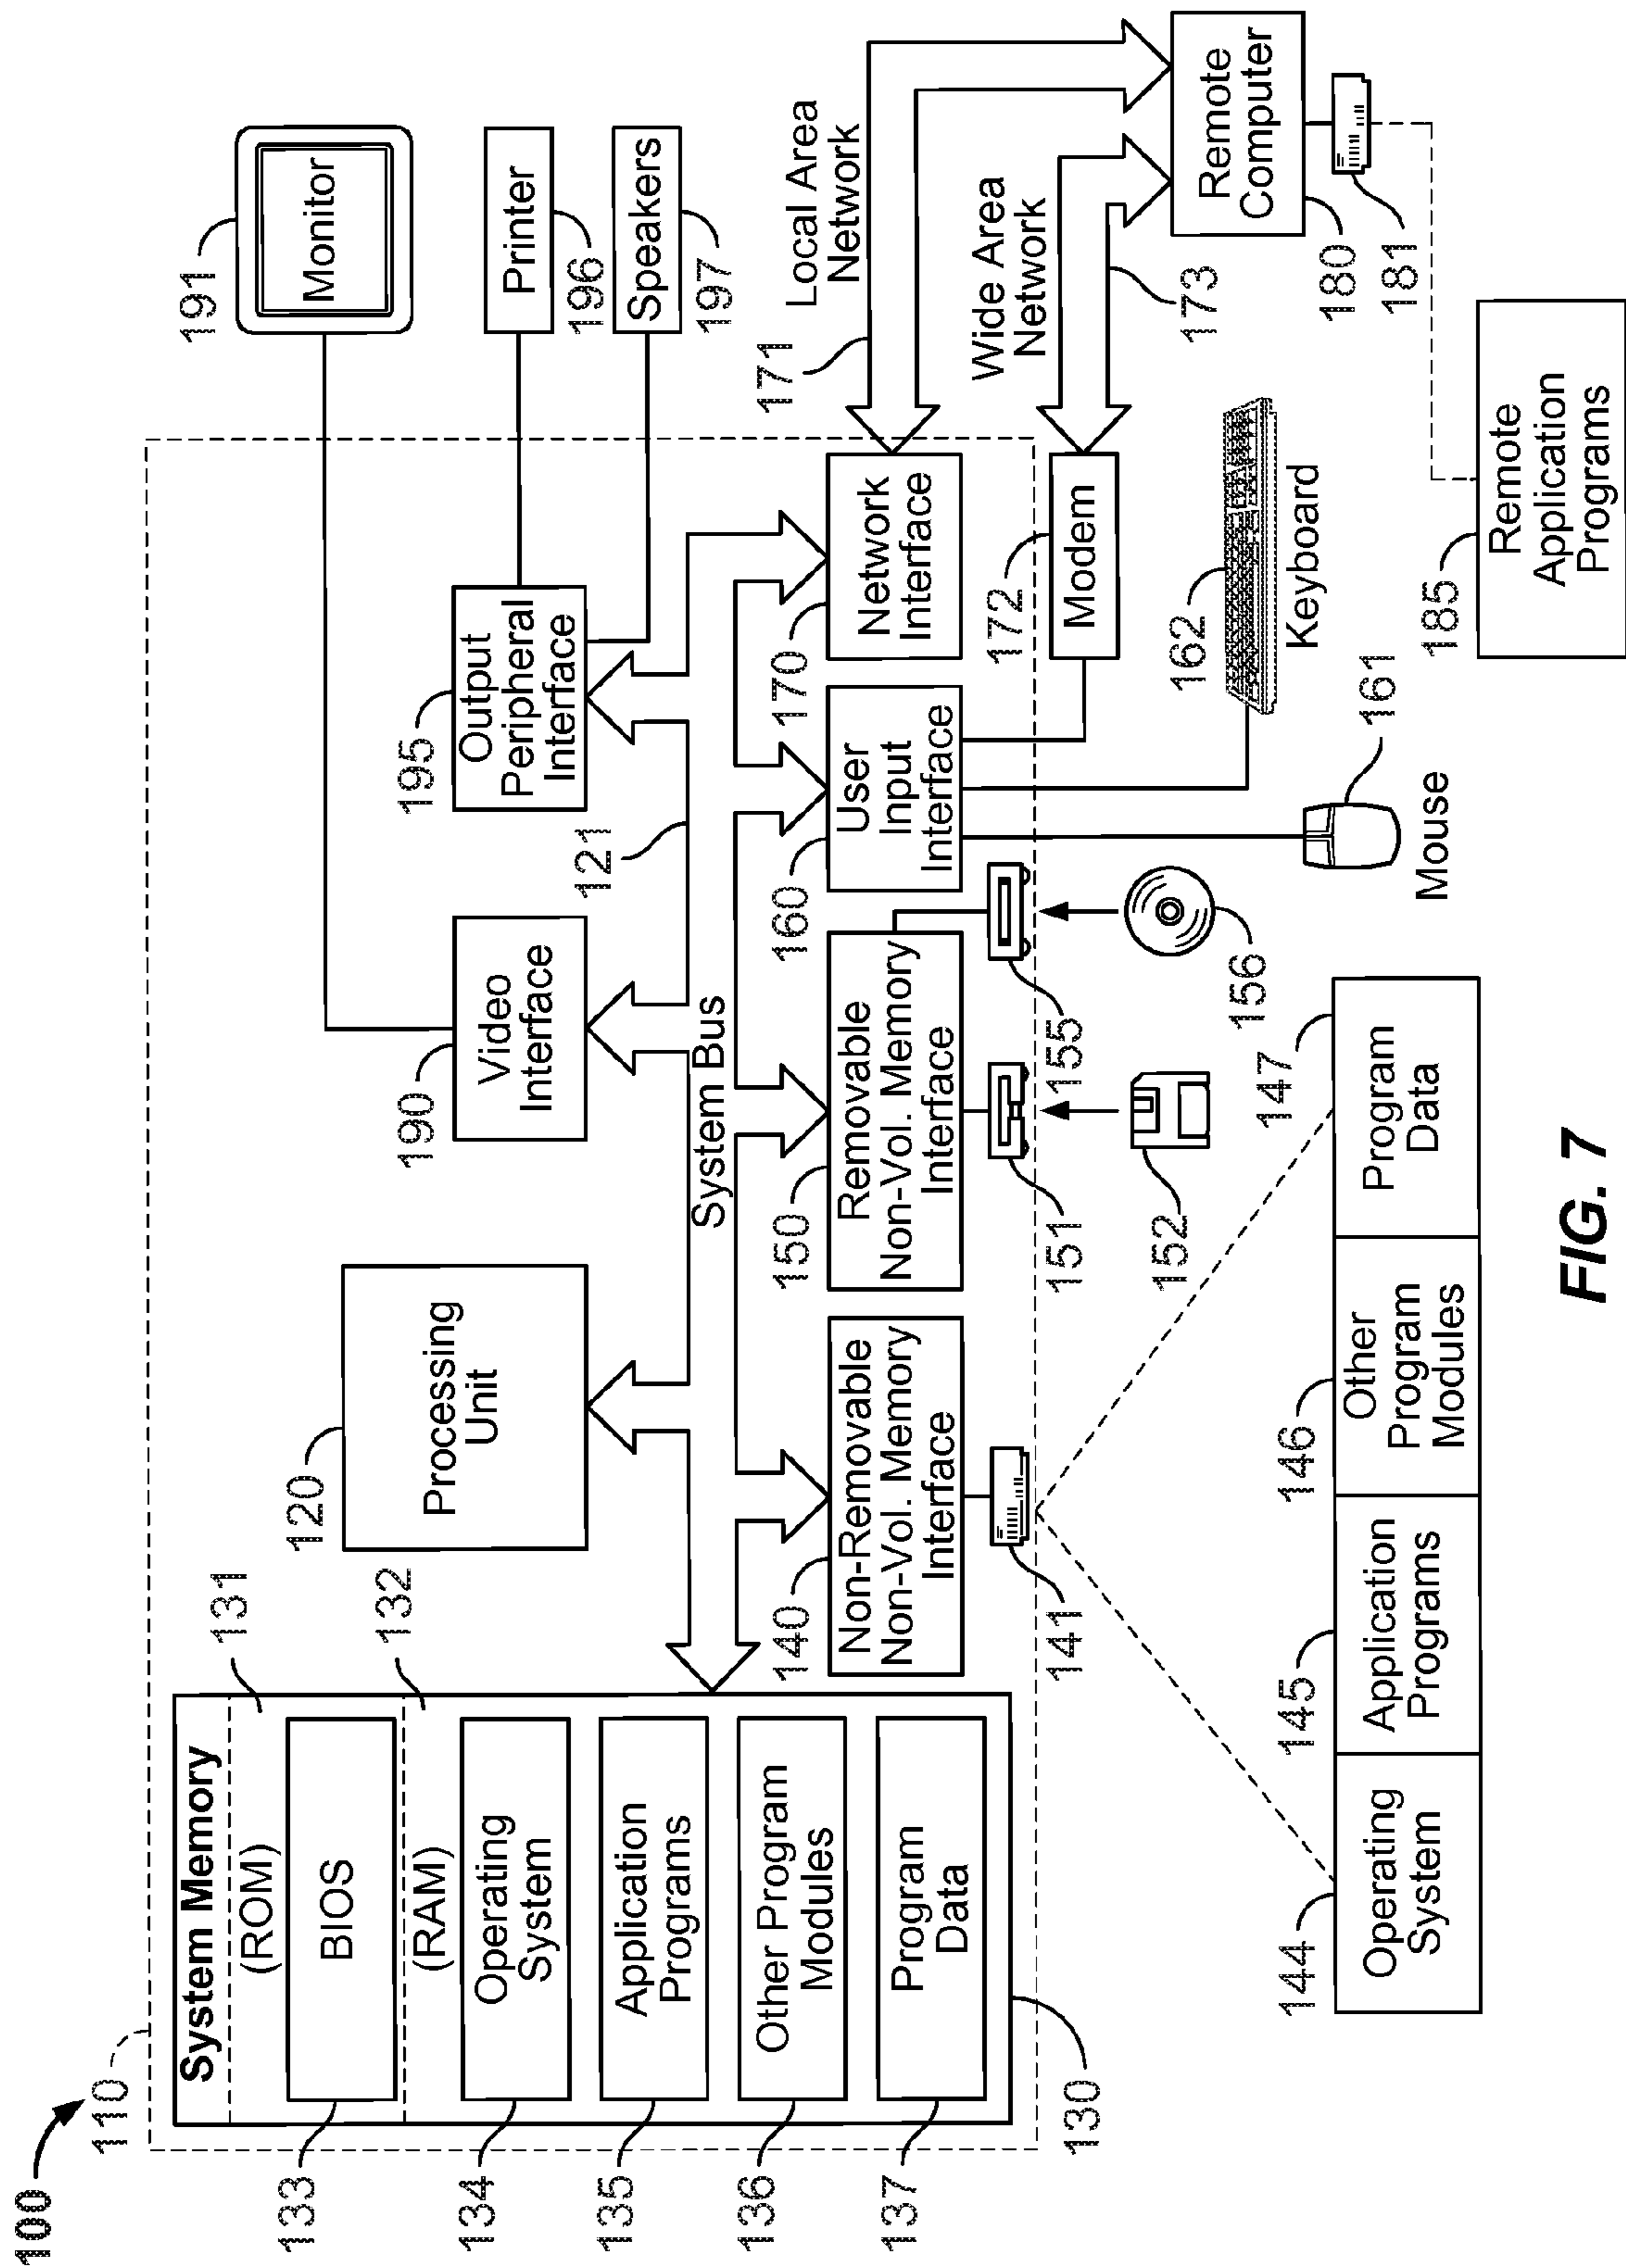 100
110
System Memory
(ROM)
131
BIOS
133
(RAM)
132
Operating
System
134
Application
Programs
135
Other Program
Modules
136
Program
Data
137
130
120
Processing
Unit
190
Video
Interface
195
Output
Peripheral
Interface
191
Monitor
Printer
196
Speakers
197
121
System Bus
140
Non-Removable
Non-Vol. Memory
Interface
150
Removable
Non-Vol. Memory
Interface
160
User
Input
Interface
170
Network
Interface
171
Local Area
Network
172
Modem
Wide Area
Network
173
Remote
Computer
180
181
141
151
155
152
156
162
Keyboard
161
Mouse
144
Operating
System
145
Application
Programs
146
Other
Program
Modules
147
Program
Data
185
Remote
Application
Programs
FIG. 7